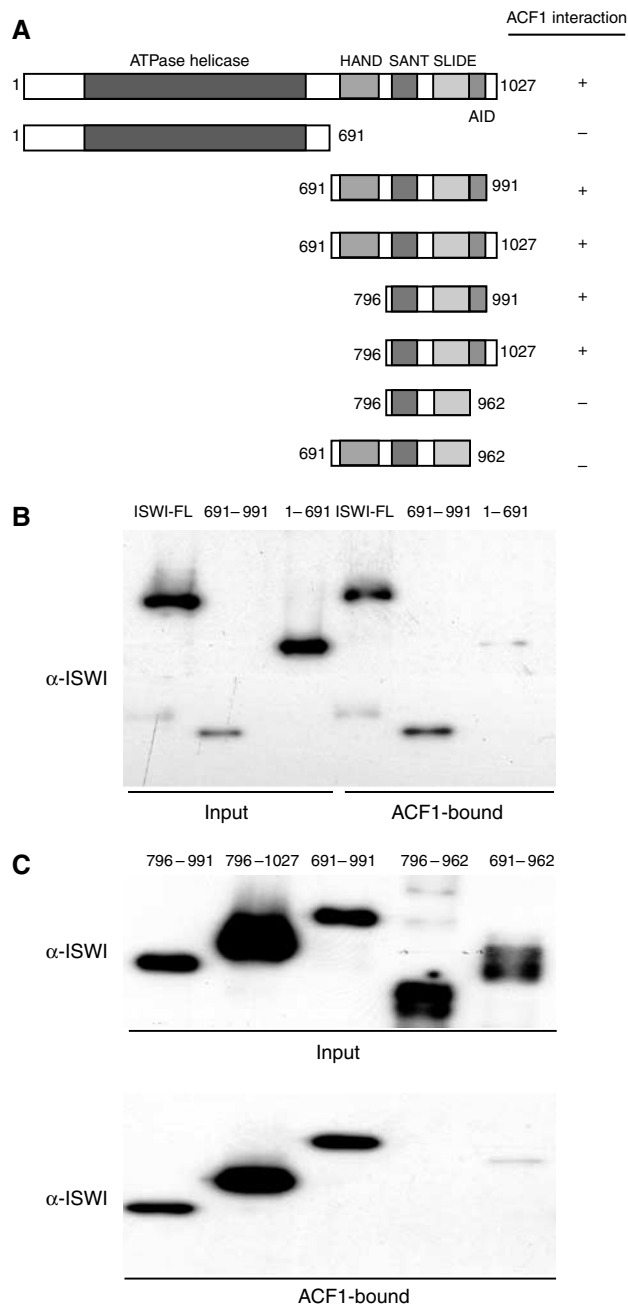 ACF1 interaction
A
ATPase helicase
HAND SANT SLIDE
1 1027 +
AID
1 691 –
691 991 +
691 1027 +
796 991 +
796 1027 +
796 962 –
691 962 –
B
ISWI-FL 691–991 1–691 ISWI-FL 691–991 1–691
α-ISWI
Input ACF1-bound
C
796–991 796–1027 691–991 796–962 691–962
α-ISWI
Input
α-ISWI
ACF1-bound